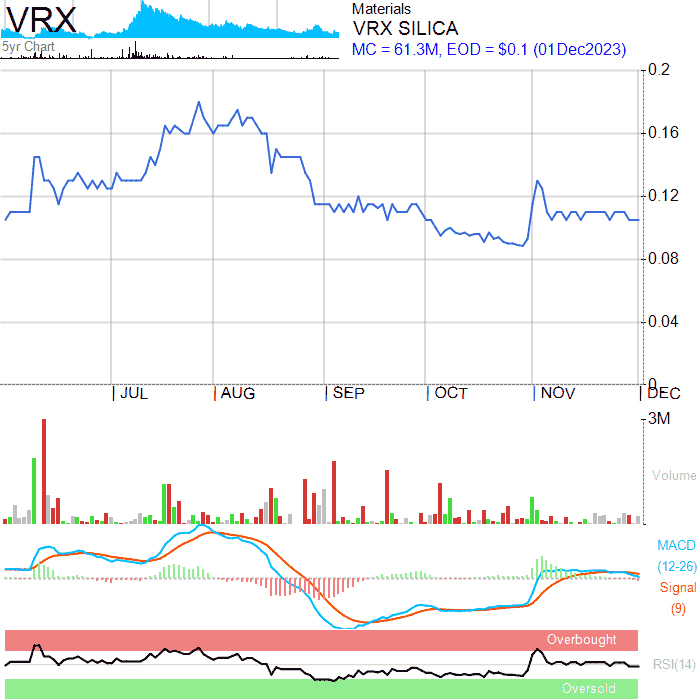 VRX
Materials
VRX SILICA
5yr Chart
MC = 61.3M, EOD = $0.1 (01Dec2023)
0.2
0.16
0.12
0.08
0.04
0
JUL AUG SEP OCT NOV DEC
3M
Volume
MACD
(12-26)
Signal
(9)
Overbought
RSI(14)
Oversold